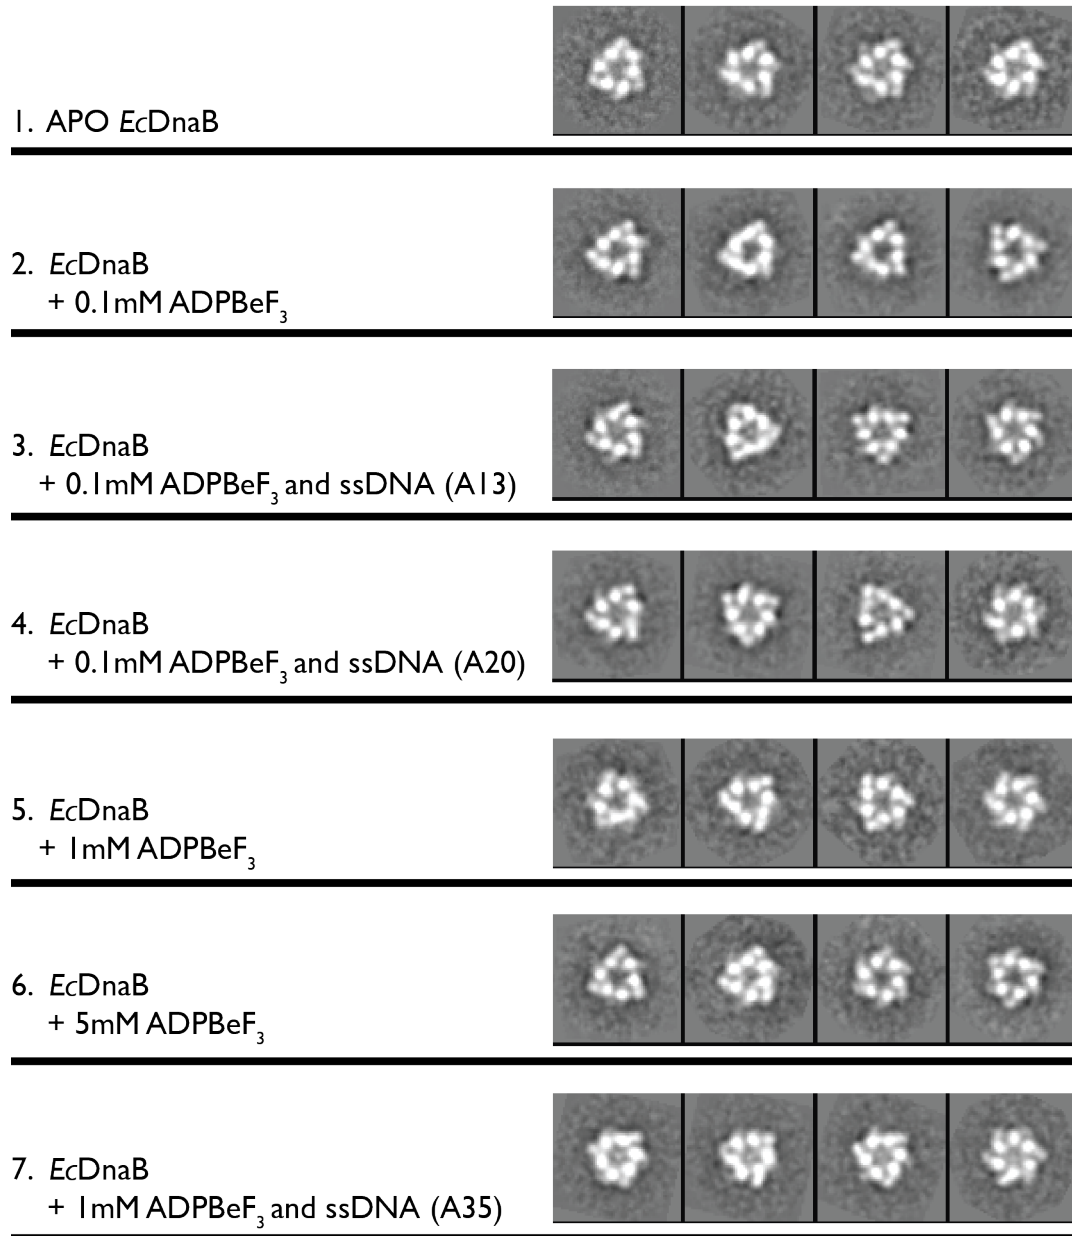 1. APO EcDnaB
2. EcDnaB
+ 0.1mM ADPBeF₃
3. EcDnaB
+ 0.1mM ADPBeF₃ and ssDNA (A13)
4. EcDnaB
+ 0.1mM ADPBeF₃ and ssDNA (A20)
5. EcDnaB
+ 1mM ADPBeF₃
6. EcDnaB
+ 5mM ADPBeF₃
7. EcDnaB
+ 1mM ADPBeF₃ and ssDNA (A35)